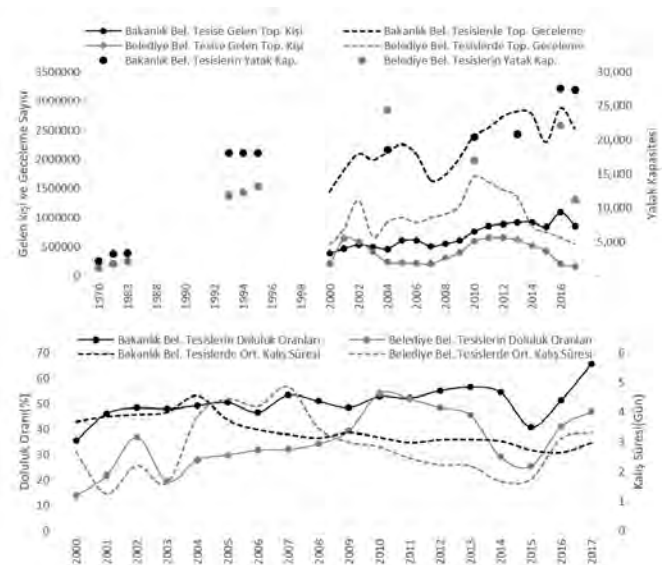 Bakanlık Bel. Tesise Gelen Top. Kişi
Bakanlık Bel. Tesislerde Top. Geceleme
Belediye Bel. Tesise Gelen Top. Kişi
Belediye Bel. Tesislerde Top. Geceleme
Bakanlık Bel. Tesislerin Yatak Kap.
Belediye Bel. Tesislerin Yatak Kap.
Gelen kişi ve Geceleme Sayısı
3500000
3000000
2500000
2000000
1500000
1000000
500000
0
30,000
25,000
20,000
15,000
10,000
5,000
-
Yatak Kapasitesi
1970 1983 1988 1990 1992 1994 1996 1998 2000 2002 2004 2006 2008 2010 2012 2014 2016
Bakanlık Bel. Tesislerin Doluluk Oranları
Belediye Bel. Tesislerin Doluluk Oranları
Bakanlık Bel. Tesislerde Ort. Kalış Süresi
Belediye Bel. Tesislerde Ort. Kalış Süresi
Doluluk Oranı(%)
70
60
50
40
30
20
10
0
6
5
4
3
2
1
0
Kalış Süresi(Gün)
2000 2001 2002 2003 2004 2005 2006 2007 2008 2009 2010 2011 2012 2013 2014 2015 2016 2017